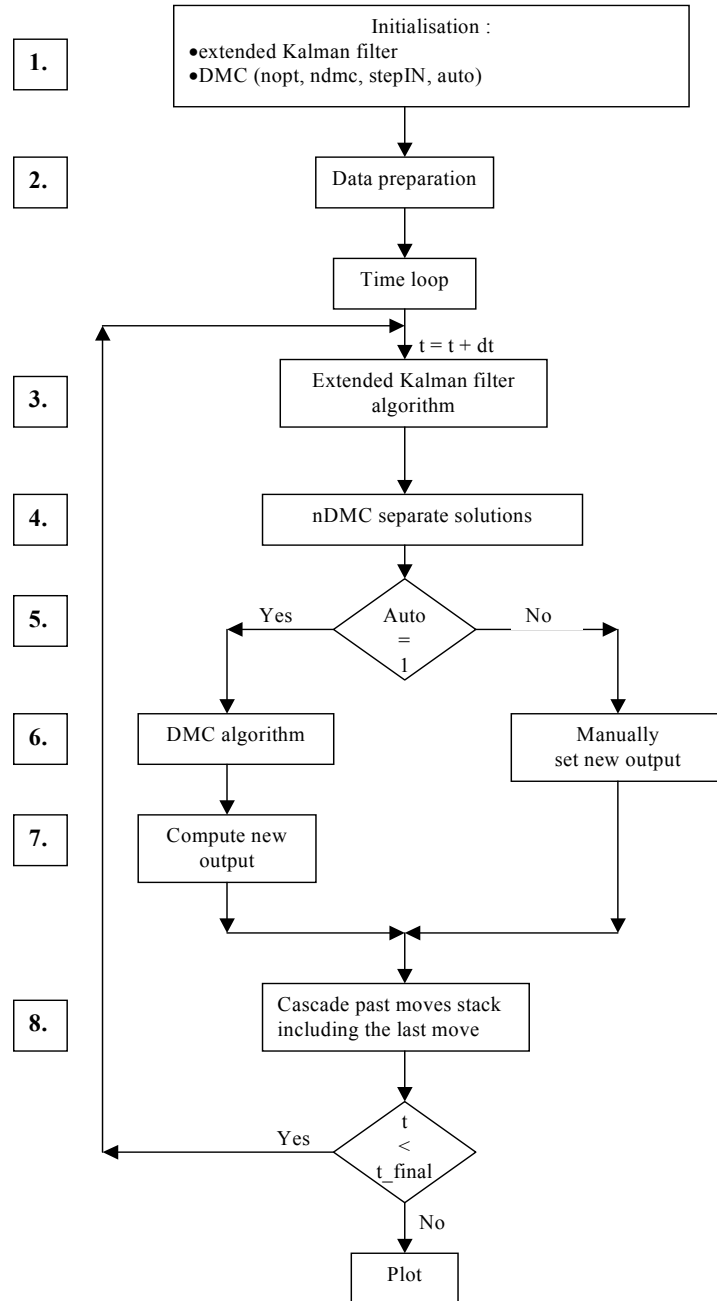 Initialisation :
1.
•extended Kalman filter
•DMC (nopt, ndmc, stepIN, auto)
2.
Data preparation
Time loop
t = t + dt
3.
Extended Kalman filter
algorithm
4.
nDMC separate solutions
5.
Yes
Auto
=
1
No
6.
DMC algorithm
Manually
set new output
7.
Compute new
output
8.
Cascade past moves stack
including the last move
Yes
t
<
t_final
No
Plot